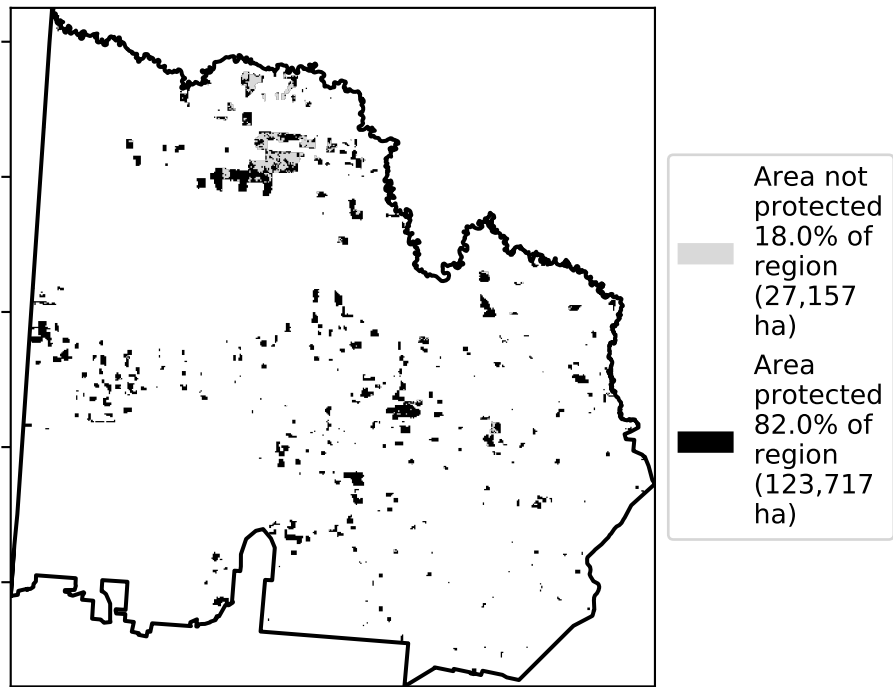 Area not
protected
18.0% of
region
(27,157
ha)
Area
protected
82.0% of
region
(123,717
ha)